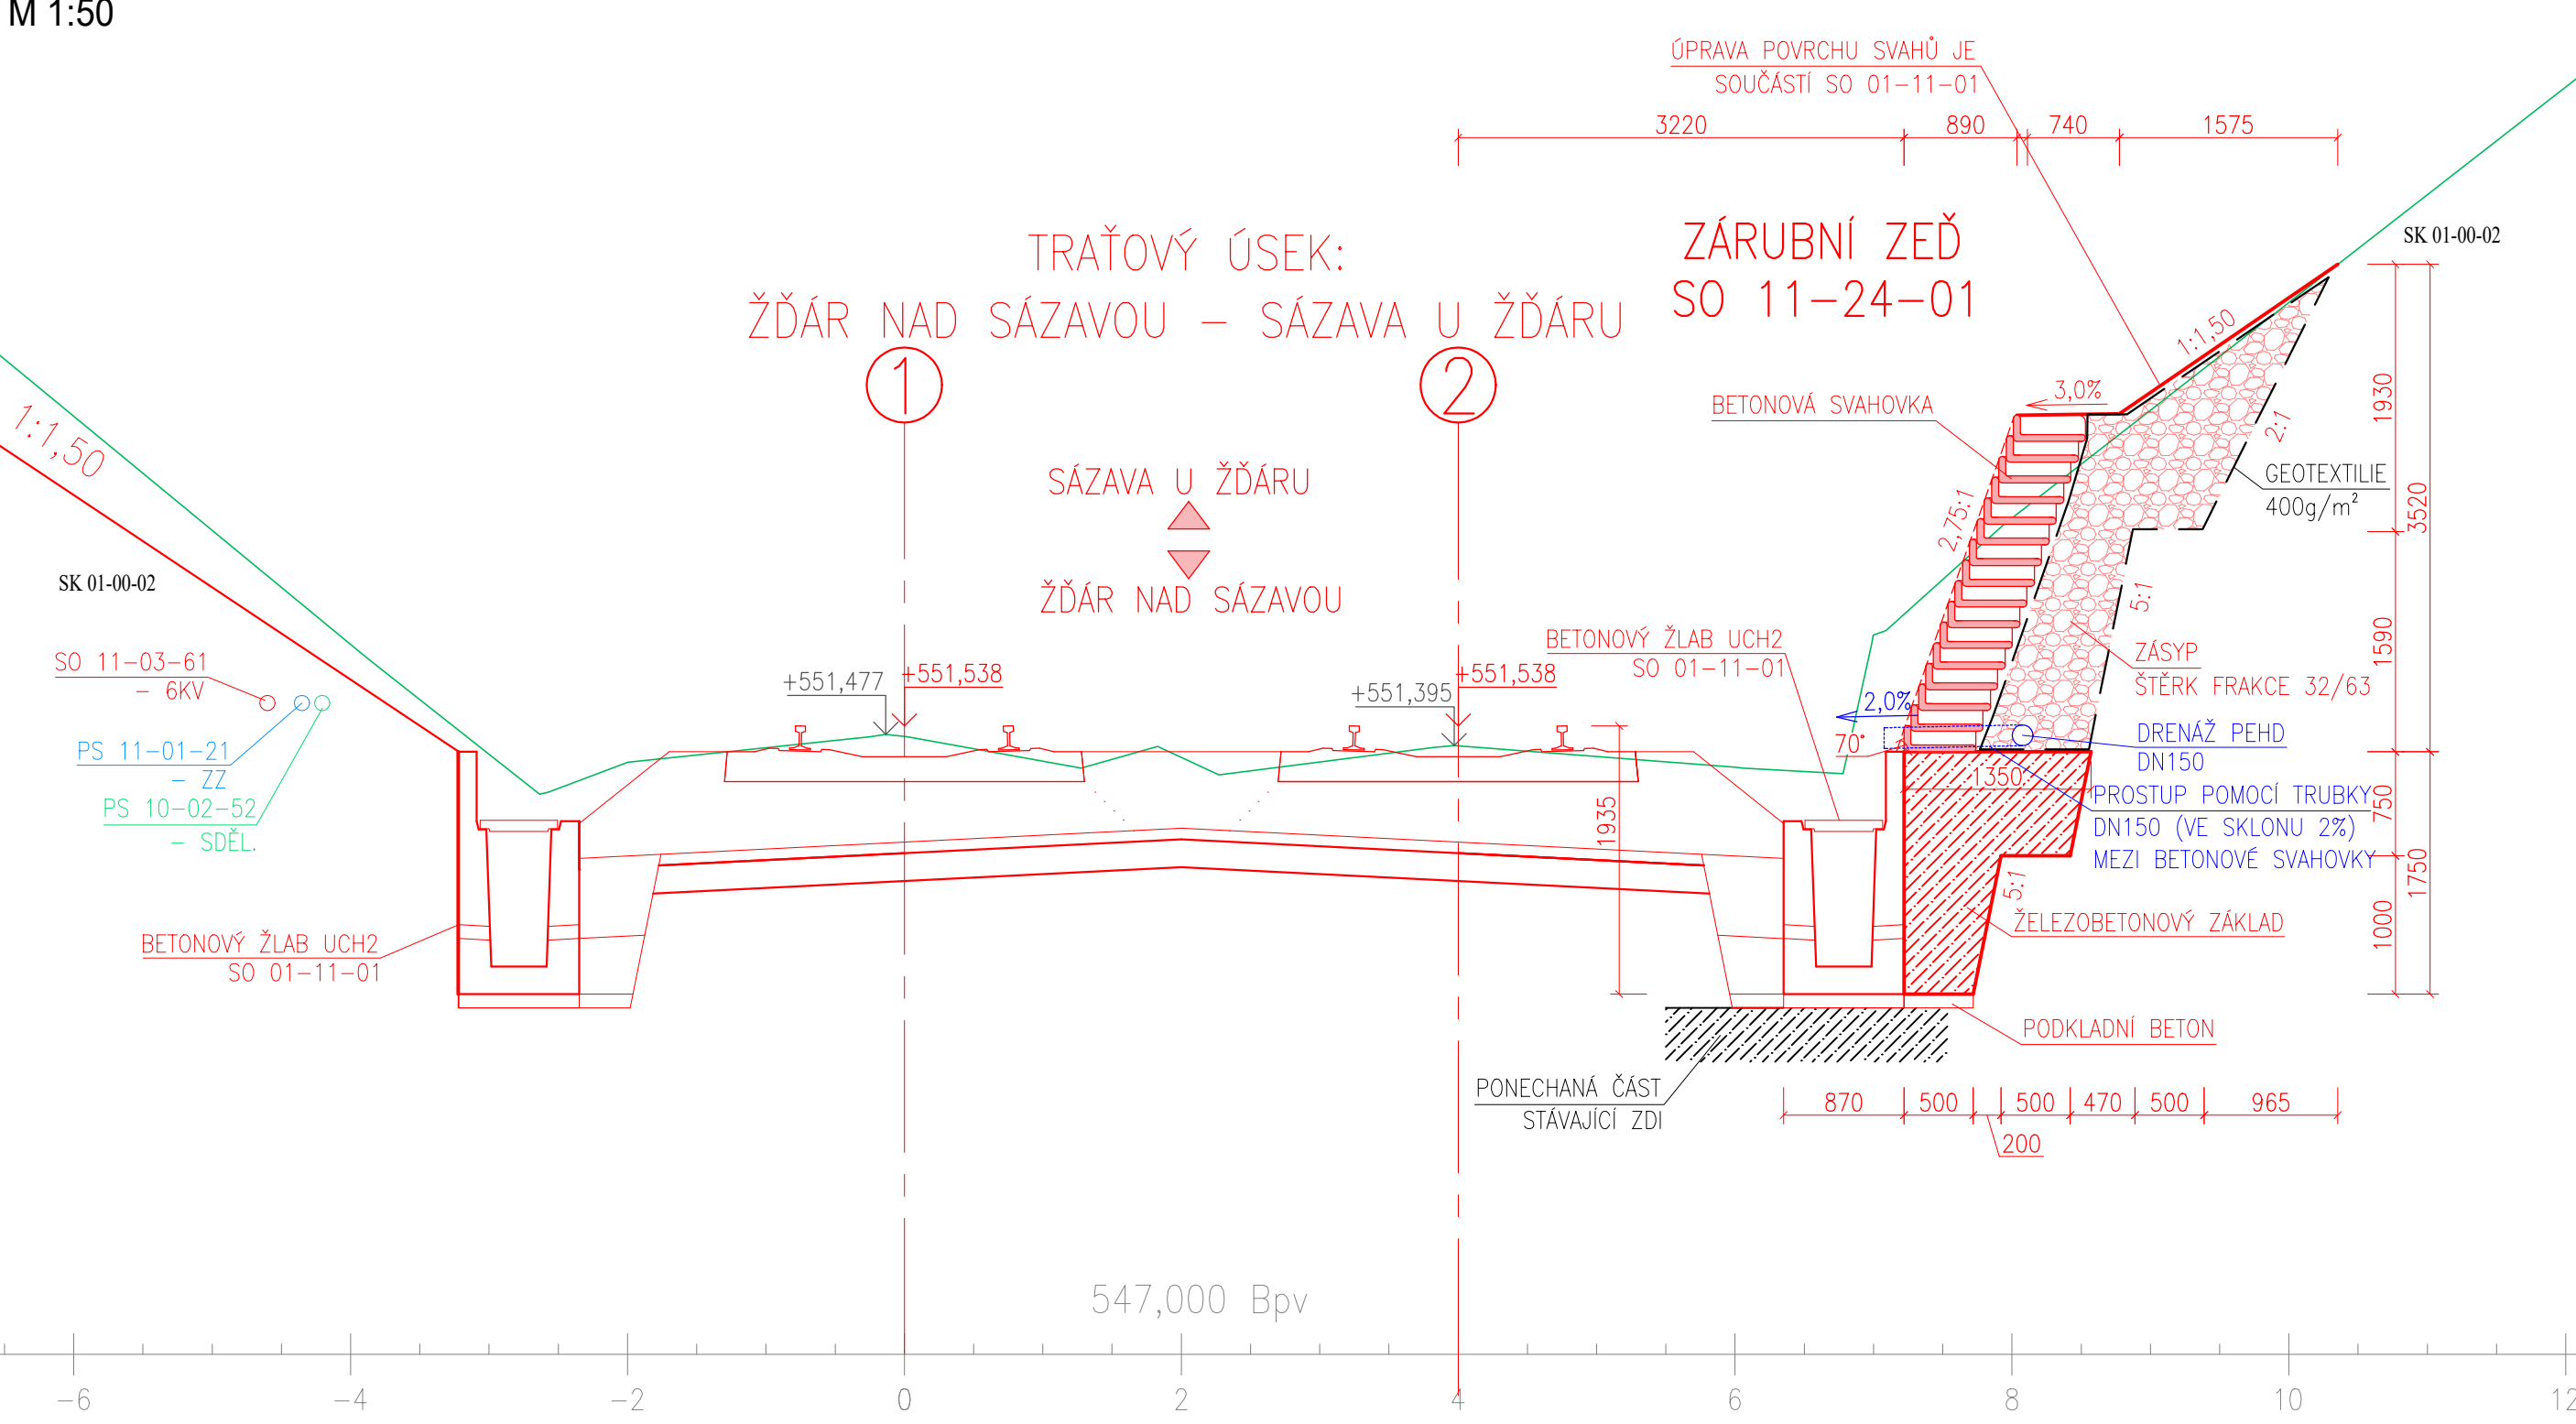 M 1:50
ÚPRAVA POVRCHU SVAHŮ JE
SOUČÁSTÍ SO 01-11-01
3220
890
740
1575
TRAŤOVÝ ÚSEK:
ŽĎÁR NAD SÁZAVOU - SÁZAVA U ŽĎÁRU
ZÁRUBNÍ ZEĎ
SO 11-24-01
SK 01-00-02
1
2
1:1,50
1:1,50
3,0%
BETONOVÁ SVAHOVKA
1930
2:1
SÁZAVA U ŽĎÁRU
ŽĎÁR NAD SÁZAVOU
GEOTEXTILIE
400g/m²
3520
2,75:1
SK 01-00-02
5:1
1590
BETONOVÝ ŽLAB UCH2
SO 01-11-01
ZÁSYP
ŠTĚRK FRAKCE 32/63
SO 11-03-61
- 6KV
+551,477
+551,538
+551,395
+551,538
2,0%
70°
DRENÁŽ PEHD
DN150
PS 11-01-21
- ZZ
PS 10-02-52
- SDĚL.
1350
1935
PROSTUP POMOCÍ TRUBKY
DN150 (VE SKLONU 2%)
MEZI BETONOVÉ SVAHOVKY
750
1750
5:1
1000
ŽELEZOBETONOVÝ ZÁKLAD
BETONOVÝ ŽLAB UCH2
SO 01-11-01
PODKLADNÍ BETON
PONECHANÁ ČÁST
STÁVAJÍCÍ ZDI
870
500
500
470
500
965
200
547,000 Bpv
-6
-4
-2
0
2
4
6
8
10
12